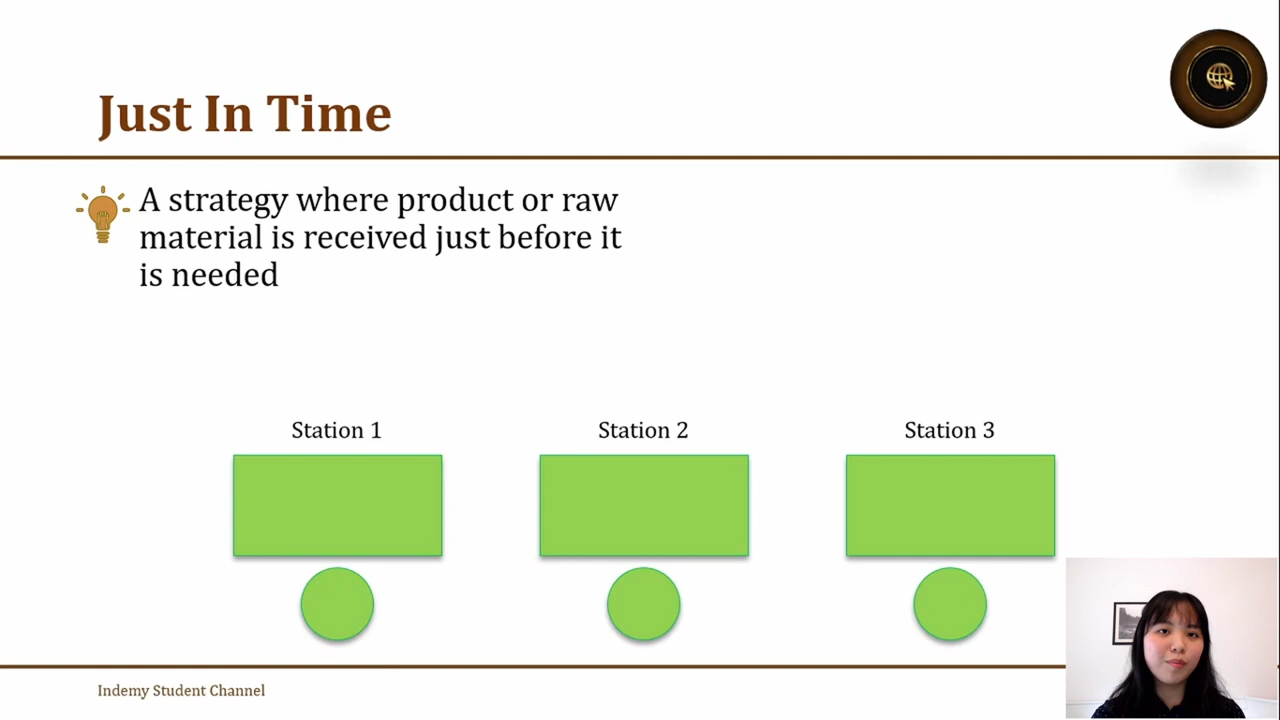 Just In Time
A strategy where product or raw
material is received just before it
is needed
Station 1
Station 2
Station 3
Indemy Student Channel